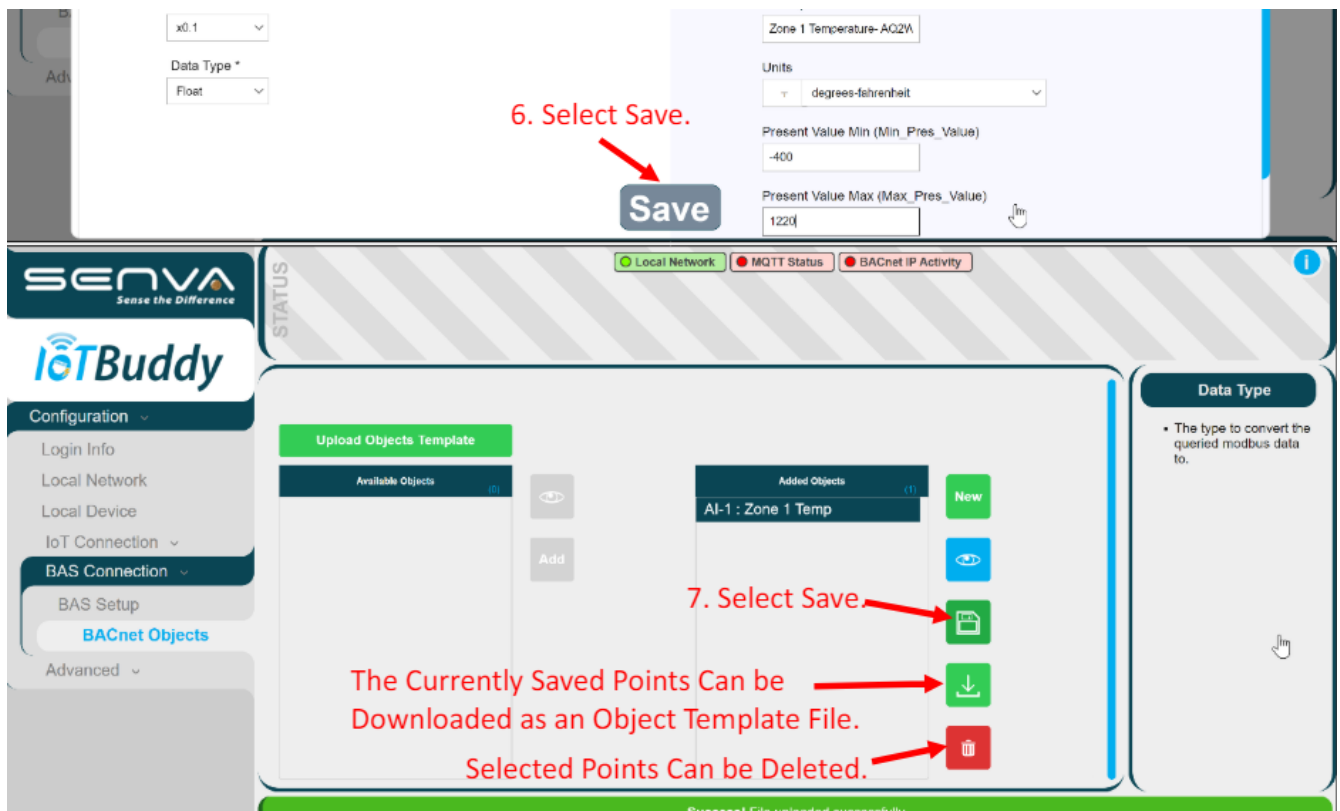 x0.1
Zone 1 Temperature- AQ2W
Adv
Data Type *
Units
Float
degrees-fahrenheit
6. Select Save.
Present Value Min (Min_Pres_Value)
-400
Save
Present Value Max (Max_Pres_Value)
1220
SENVA
Sense the Difference
STATUS
Local Network
MQTT Status
BACnet IP Activity
i
IoTBuddy
Configuration
Login Info
Local Network
Local Device
IoT Connection
BAS Connection
BAS Setup
BACnet Objects
Advanced
Upload Objects Template
Available Objects (0)
Add
Added Objects (1)
AI-1 : Zone 1 Temp
New
7. Select Save.
The Currently Saved Points Can be
Downloaded as an Object Template File.
Selected Points Can be Deleted.
Data Type
• The type to convert the
queried modbus data
to.
Success! File uploaded successfully